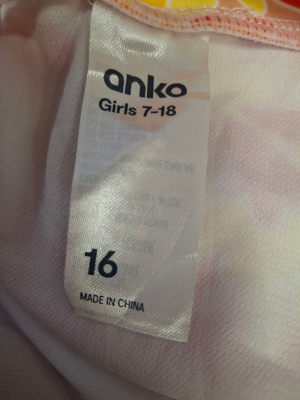 anko
Girls 7-18
16
MADE IN CHINA